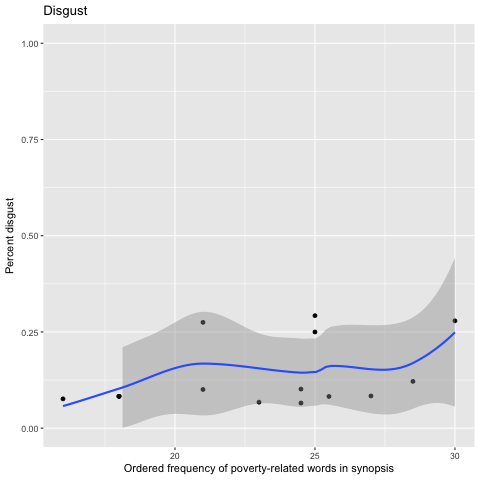 Disgust
1.00
0.75
0.50
0.25
0.00
Percent disgust
20 25 30
Ordered frequency of poverty-related words in synopsis